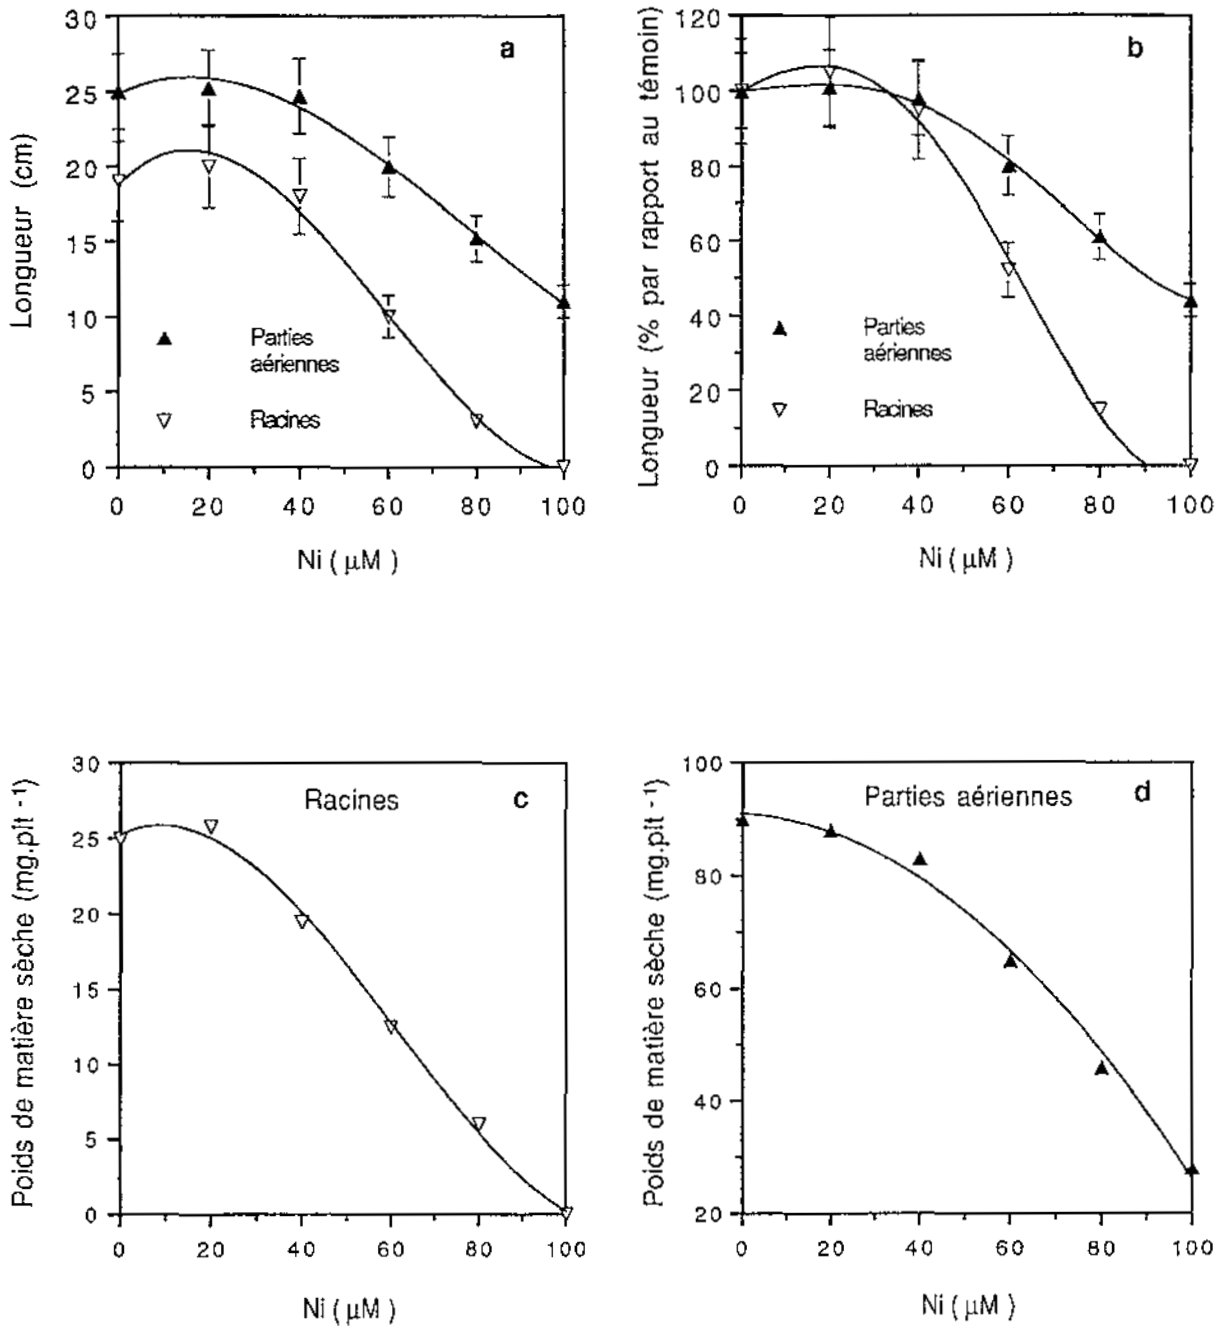 a
Longueur (cm)
30
25
20
15
10
5
0
Parties
aériennes
Racines
0 20 40 60 80 100
Ni ( µM )
b
Longueur (% par rapport au témoin)
120
100
80
60
40
20
0
Parties
aériennes
Racines
0 20 40 60 80 100
Ni ( µM )
Racines c
Poids de matière sèche (mg.plt -1)
30
25
20
15
10
5
0
0 20 40 60 80 100
Ni ( µM )
Parties aériennes d
Poids de matière sèche (mg.plt -1)
100
80
60
40
20
0 20 40 60 80 100
Ni ( µM )